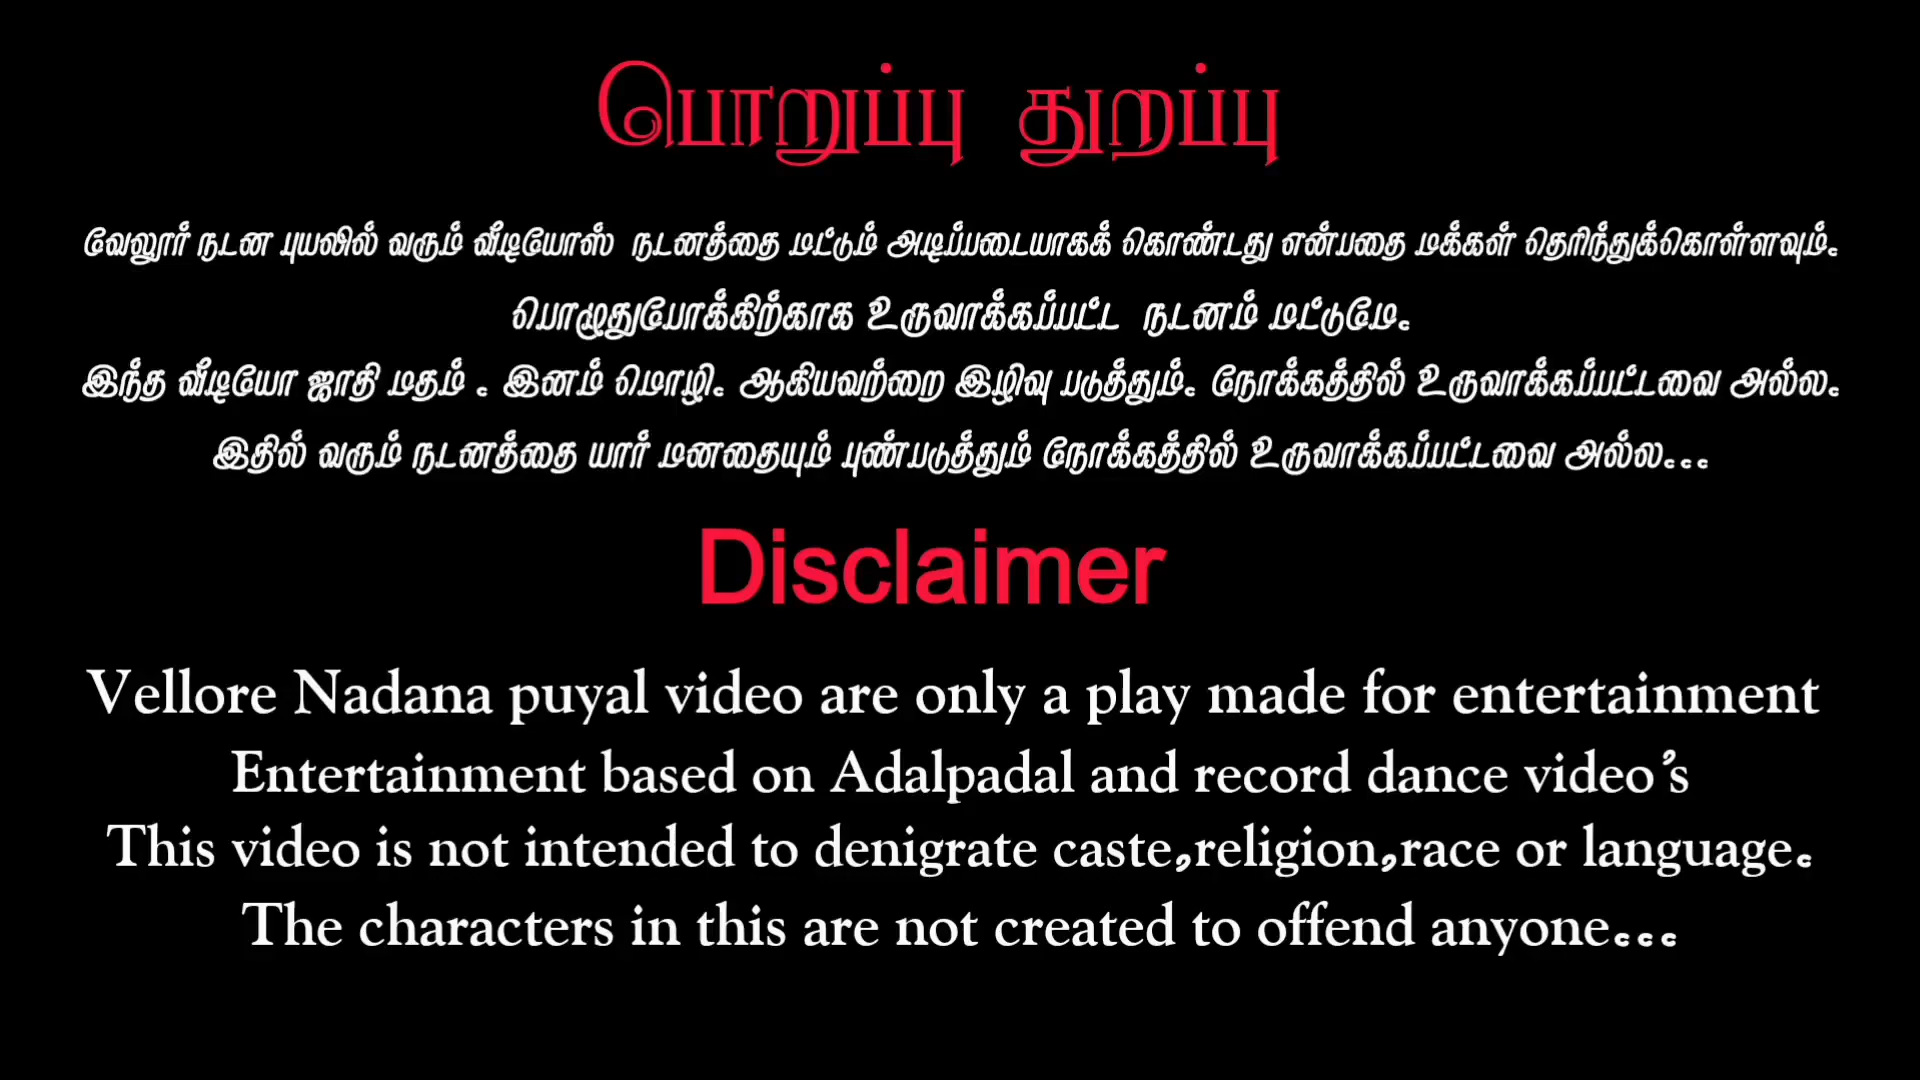 பொறுப்பு துறப்பு
வேலூர் நடன புயலில் வரும் வீடியோஸ் நடனத்தை மட்டும் அடிப்படையாகக் கொண்டது என்பதை மக்கள் தெரிந்துக்கொள்ளவும்.
பொழுதுபோக்கிற்காக உருவாக்கப்பட்ட நடனம் மட்டுமே.
இந்த வீடியோ ஜாதி மதம் . இனம் மொழி. ஆகியவற்றை இழிவு படுத்தும். நோக்கத்தில் உருவாக்கப்பட்டவை அல்ல.
இதில் வரும் நடனத்தை யார் மனதையும் புண்படுத்தும் நோக்கத்தில் உருவாக்கப்பட்டவை அல்ல...
Disclaimer
Vellore Nadana puyal video are only a play made for entertainment
Entertainment based on Adalpadal and record dance video's
This video is not intended to denigrate caste,religion,race or language.
The characters in this are not created to offend anyone...